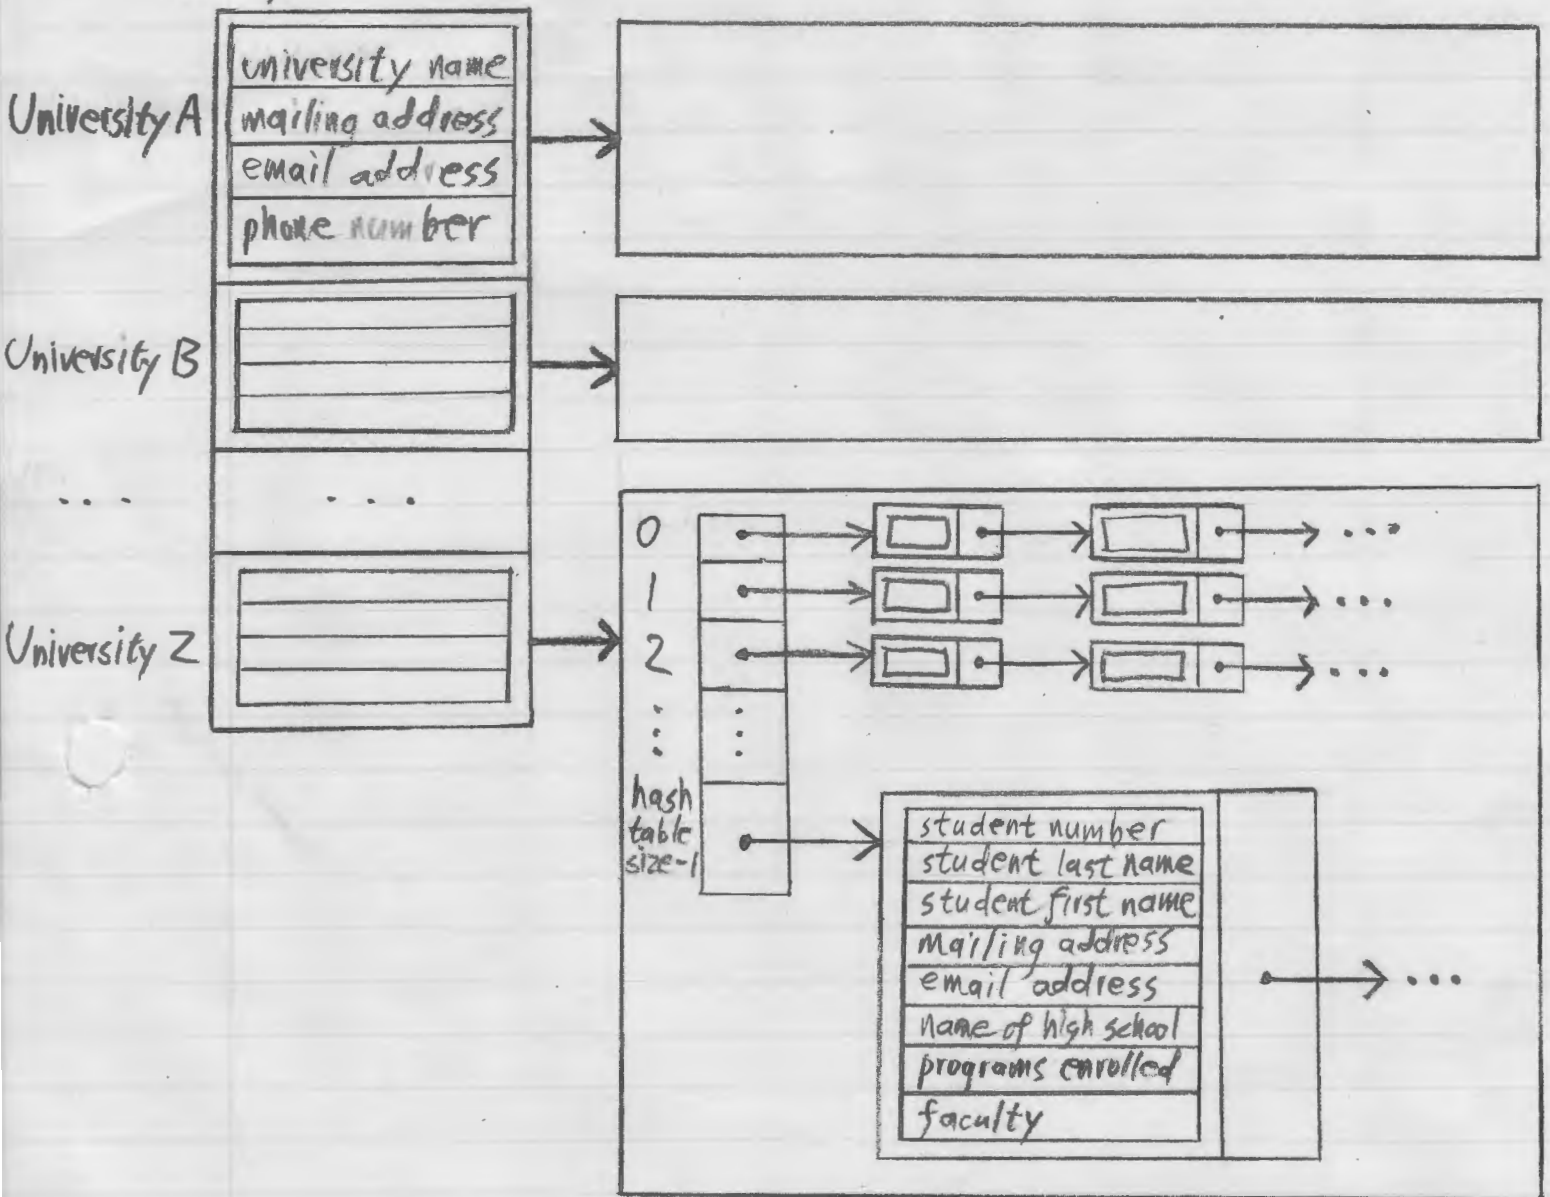 university name
University A
mailing address
email address
phone number
University B
. . . .
. . .
University Z
0
...
1
...
2
...
hash
table
size-1
student number
student last name
student first name
mailing address
email address
name of high school
programs enrolled
faculty
...